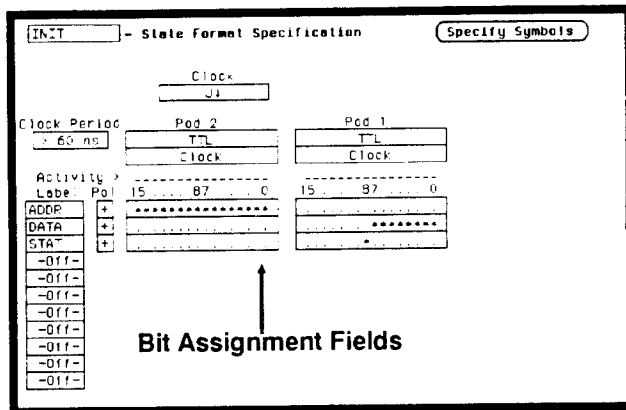 INIT - State Format Specification Specify Symbols
Clock
J↓
Clock Period Pod 2 Pod 1
> 60 ns TTL TTL
Clock Clock
Activity > ---------------- ----------------
Label Pol 15 .... 87 .... 0 15 .... 87 .... 0
ADDR + **************** ................
DATA + ................ ........********
STAT + ................ .......*........
-Off-
-Off-
-Off-
-Off-
-Off-
-Off-
-Off-
-Off-
Bit Assignment Fields